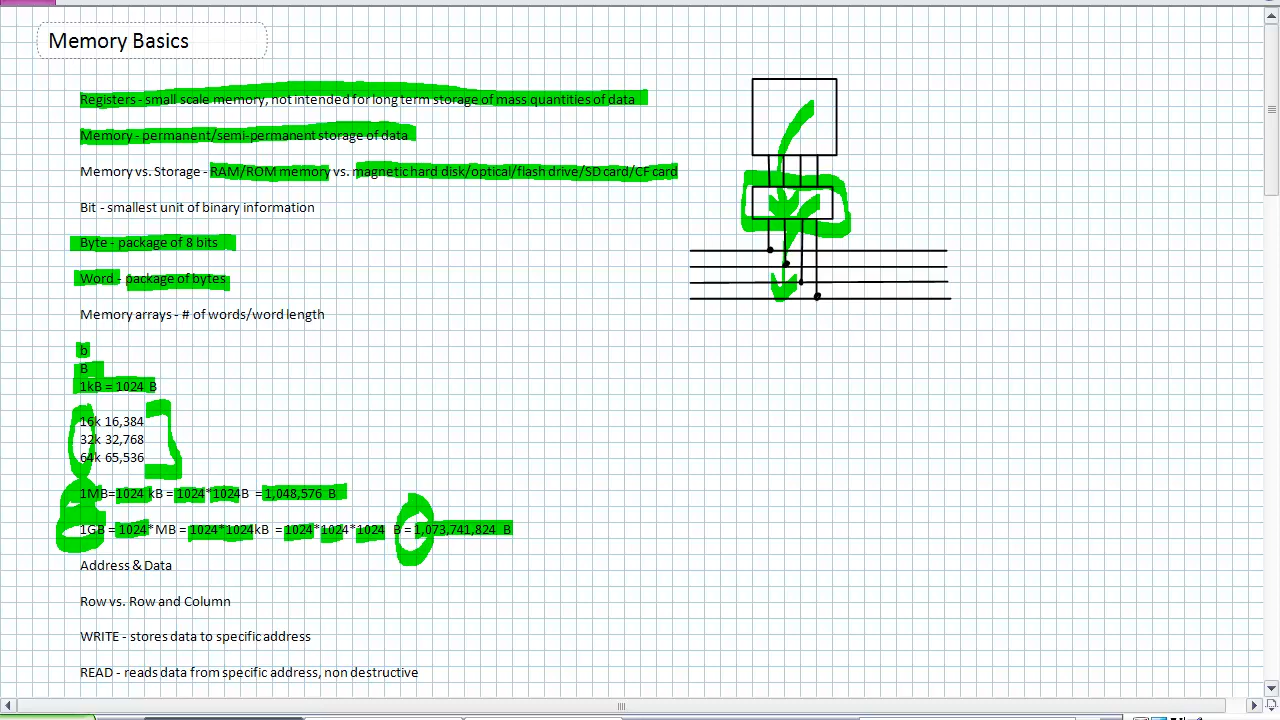 Memory Basics
Registers - small scale memory, not intended for long term storage of mass quantities of data
Memory - permanent/semi-permanent storage of data
Memory vs. Storage - RAM/ROM memory vs. magnetic hard disk/optical/flash drive/SD card/CF card
Bit - smallest unit of binary information
Byte - package of 8 bits
Word - package of bytes
Memory arrays - # of words/word length
b
B
1kB = 1024 B
16k 16,384
32k 32,768
64k 65,536
1MB=1024 kB = 1024*1024B = 1,048,576 B
1GB = 1024*MB = 1024*1024kB = 1024*1024*1024 B = 1,073,741,824 B
Address & Data
Row vs. Row and Column
WRITE - stores data to specific address
READ - reads data from specific address, non destructive